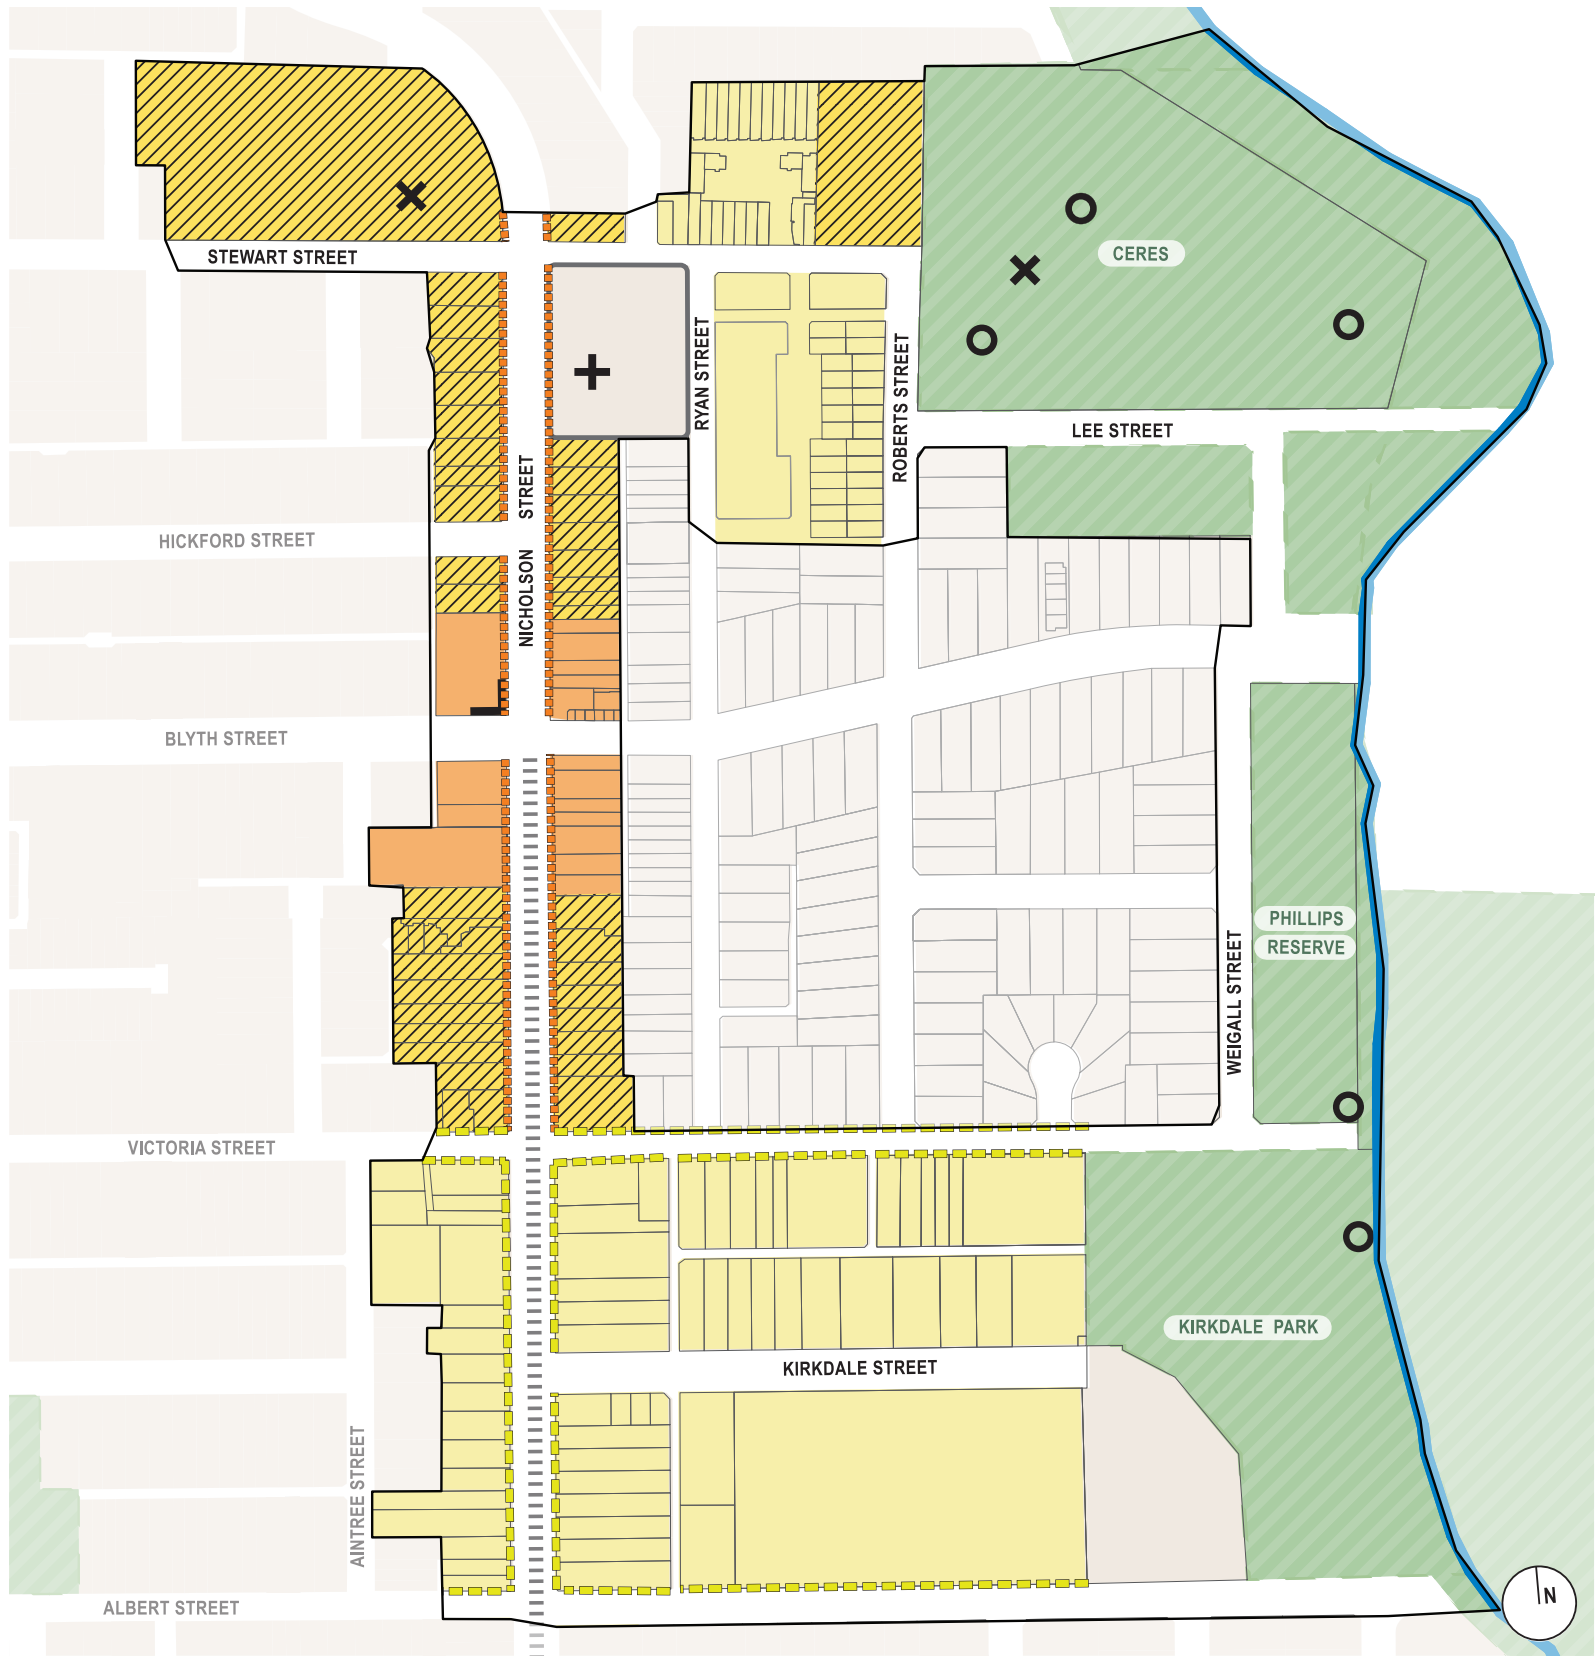 STEWART STREET
CERES
RYAN STREET
ROBERTS STREET
LEE STREET
NICHOLSON STREET
HICKFORD STREET
BLYTH STREET
PHILLIPS
RESERVE
WEIGALL STREET
VICTORIA STREET
KIRKDALE PARK
KIRKDALE STREET
AINTREE STREET
ALBERT STREET
N